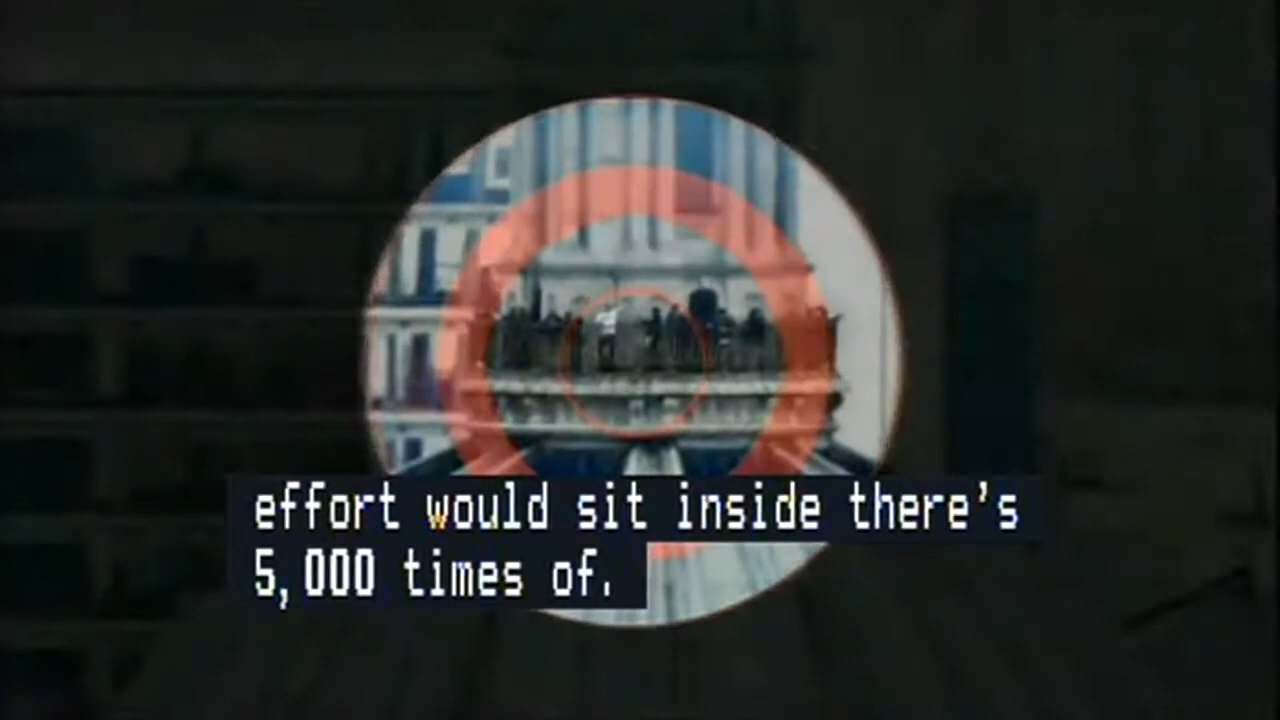 effort would sit inside there's
5,000 times of.